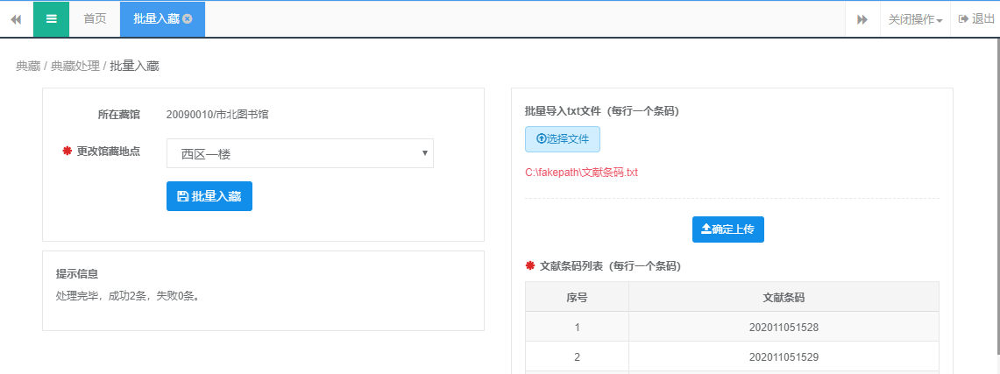 首页
批量入藏
关闭操作
退出
典藏 / 典藏处理 / 批量入藏
所在藏馆 20090010/市北图书馆
更改馆藏地点 西区一楼
批量入藏
提示信息
处理完毕，成功2条，失败0条。
批量导入txt文件（每行一个条码）
选择文件
C:\fakepath\文献条码.txt
确定上传
文献条码列表（每行一个条码）
序号 文献条码
1 202011051528
2 202011051529